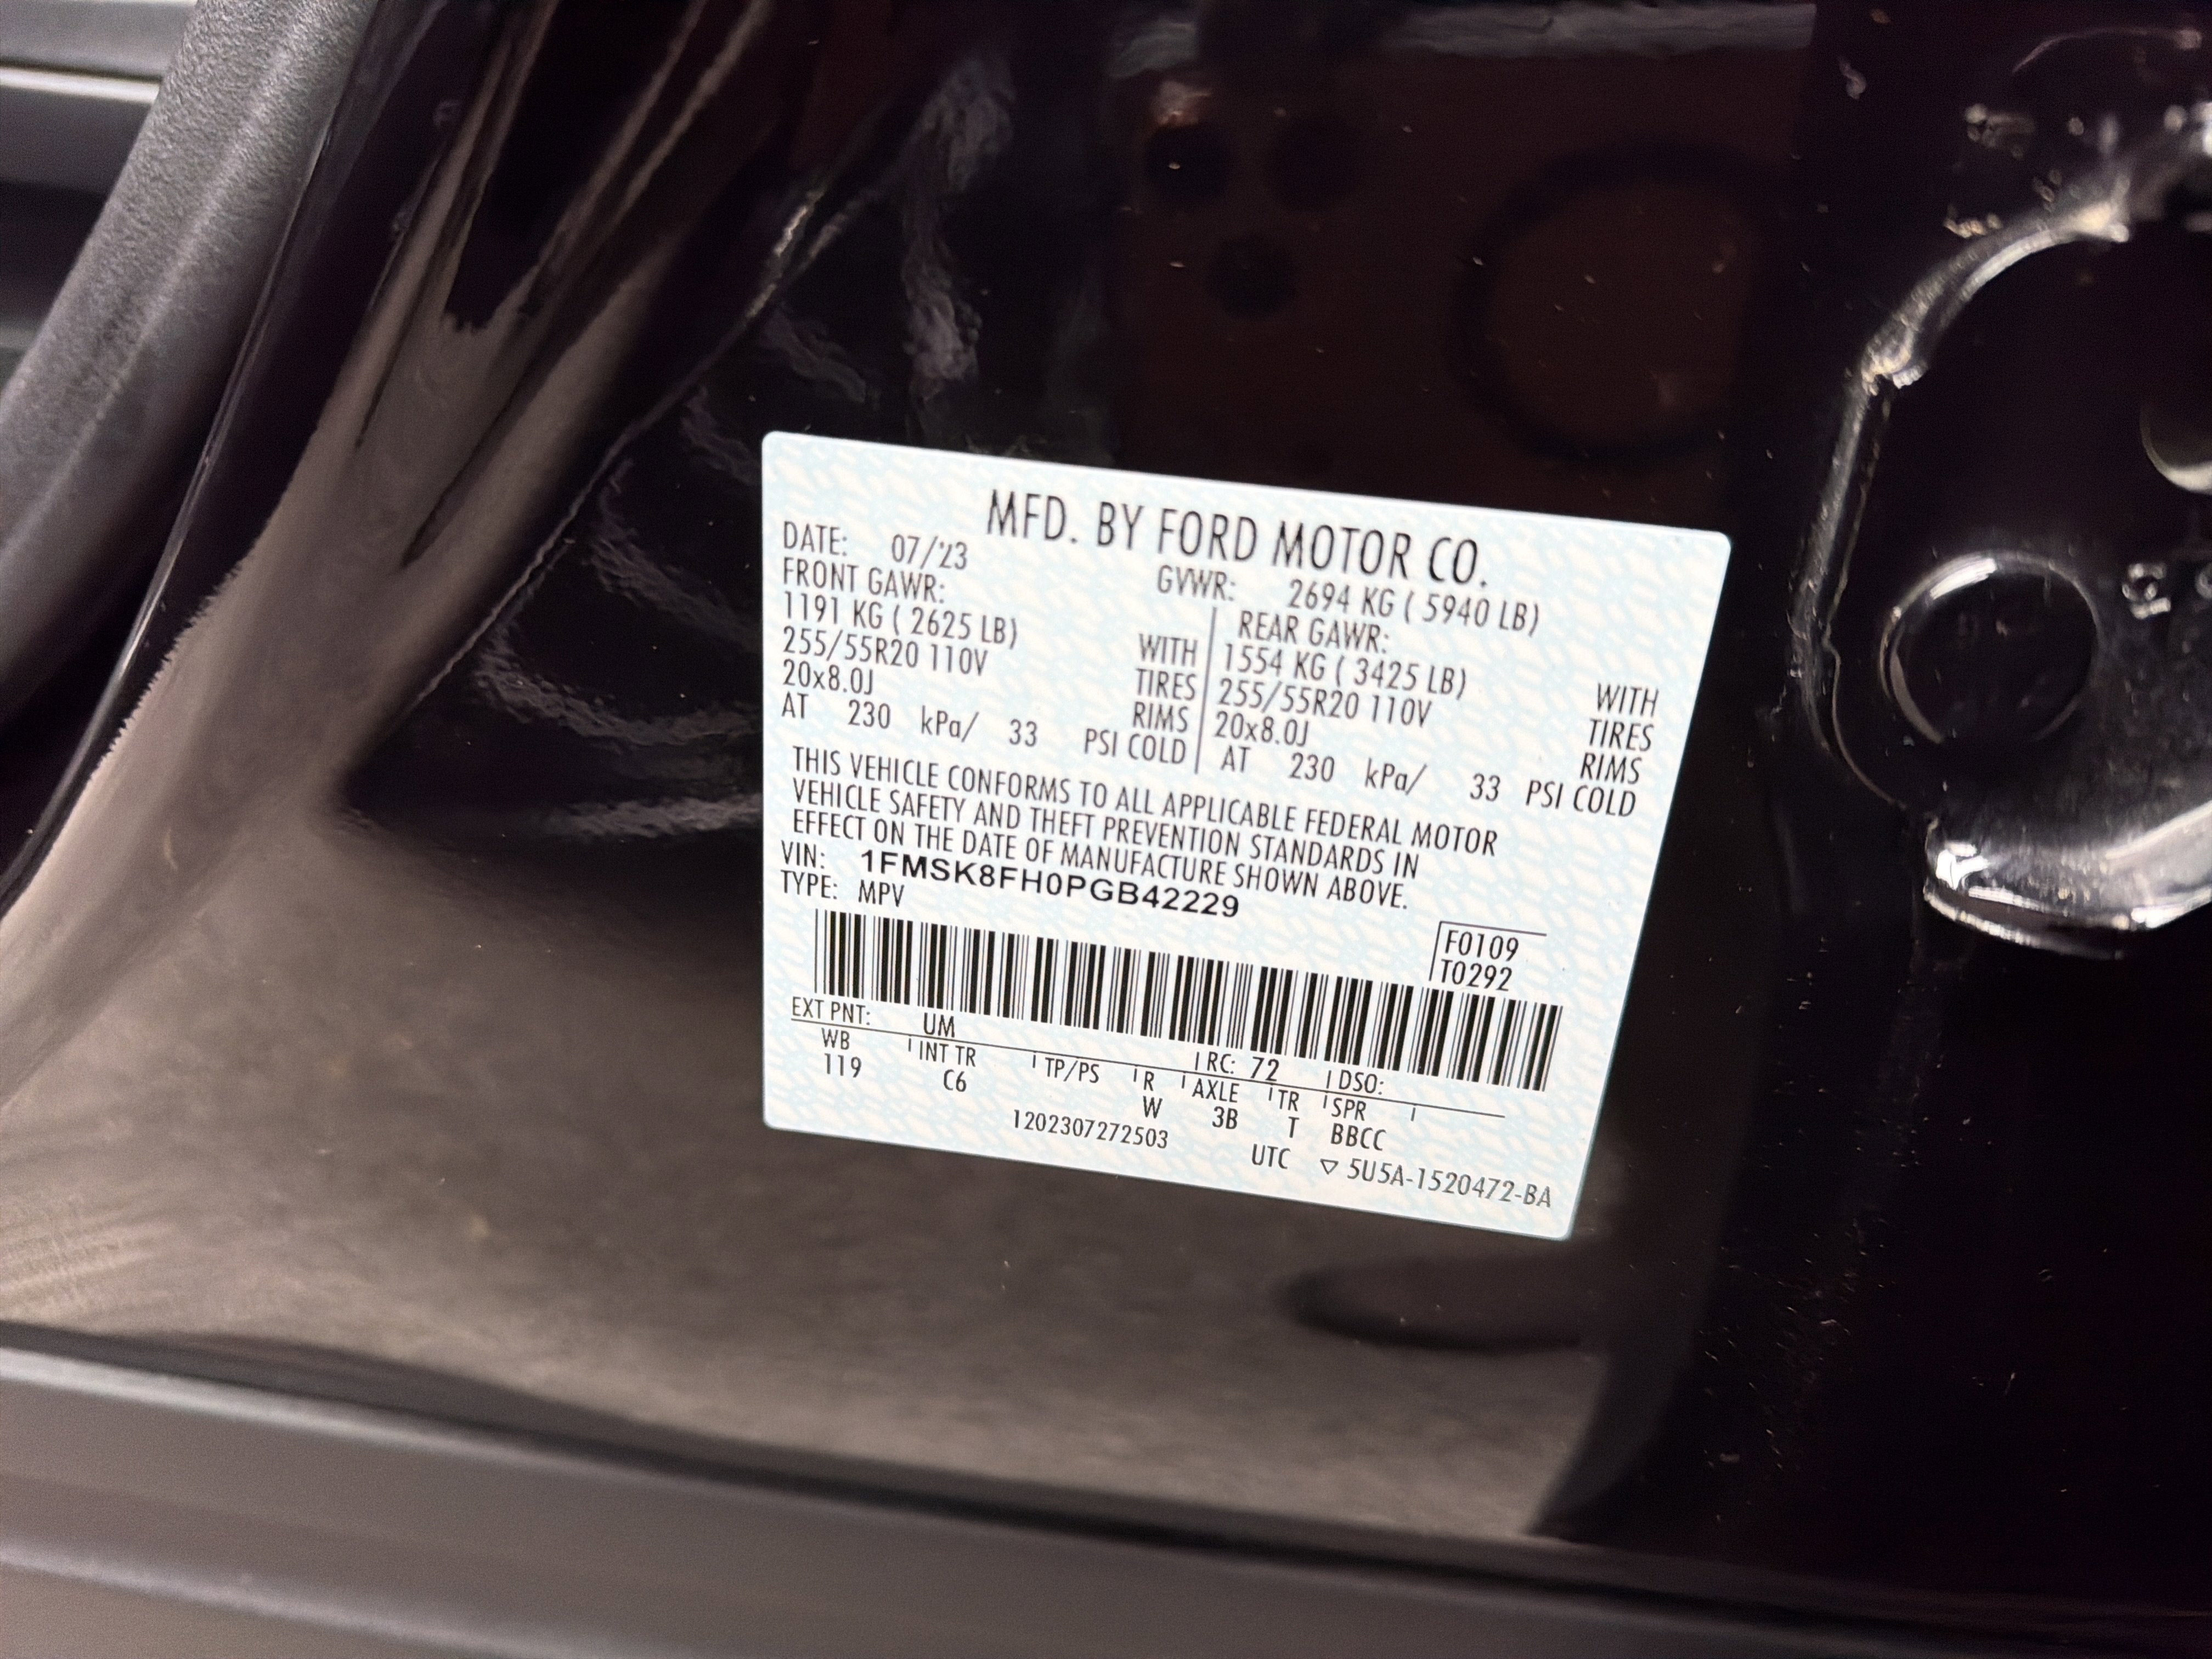 MFD. BY FORD MOTOR CO.
DATE: 07/23 GVWR: 2694 KG ( 5940 LB)
FRONT GAWR: REAR GAWR:
1191 KG ( 2625 LB) WITH 1554 KG ( 3425 LB) WITH
255/55R20 110V TIRES 255/55R20 110V TIRES
20x8.0J RIMS 20x8.0J RIMS
AT 230 kPa/ 33 PSI COLD AT 230 kPa/ 33 PSI COLD
THIS VEHICLE CONFORMS TO ALL APPLICABLE FEDERAL MOTOR
VEHICLE SAFETY AND THEFT PREVENTION STANDARDS IN
EFFECT ON THE DATE OF MANUFACTURE SHOWN ABOVE.
VIN: 1FMSK8FH0PGB42229
TYPE: MPV
F0109
T0292
EXT PNT: UM RC: 72 DSO:
WB INT TR TP/PS R AXLE TR SPR
119 C6 W 3B T BBCC
1202307272503 UTC ▽ 5U5A-1520472-BA